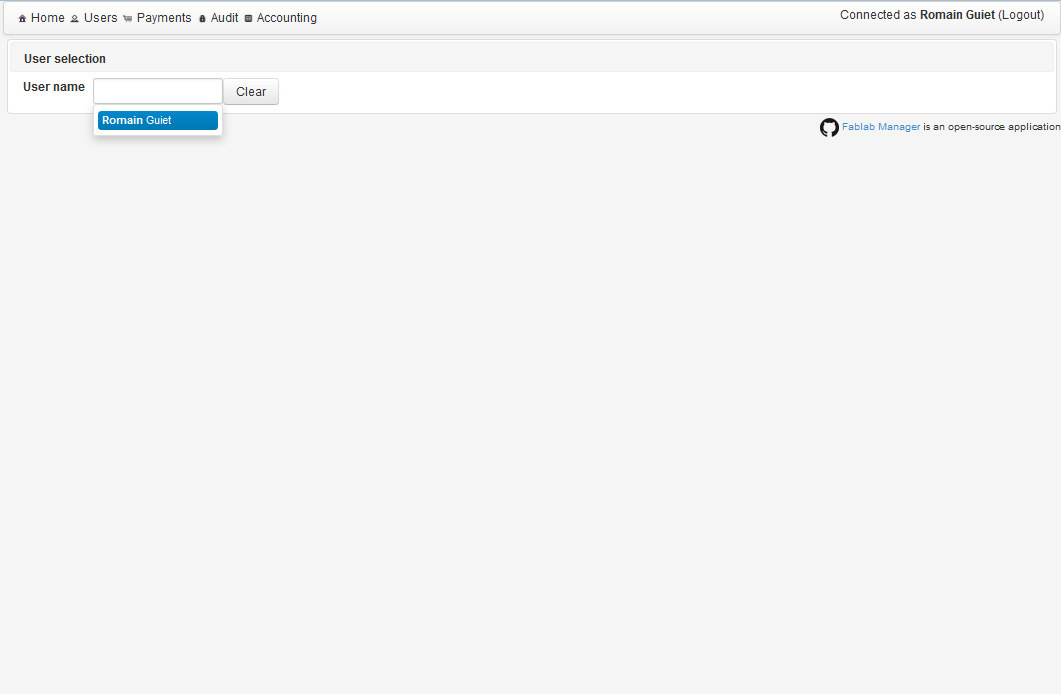 Home Users Payments Audit Accounting
Connected as Romain Guiet (Logout)
User selection
User name
Clear
Romain Guiet
Fablab Manager is an open-source application